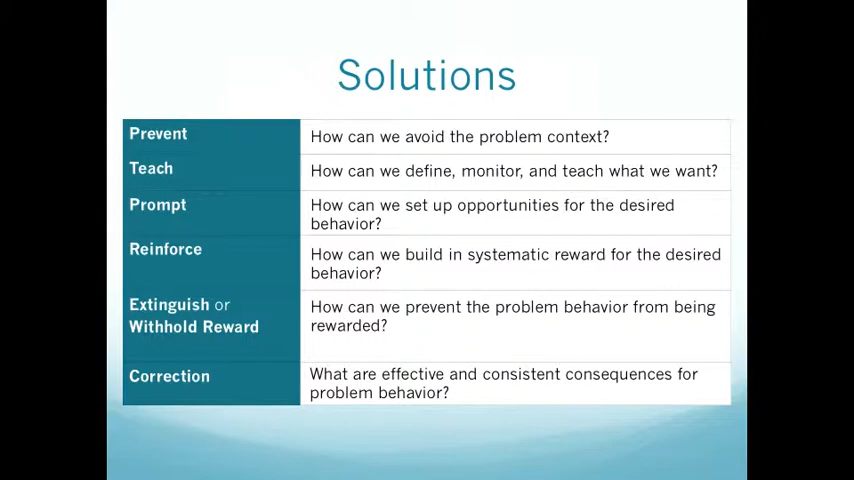 Solutions
Prevent
How can we avoid the problem context?
Teach
How can we define, monitor, and teach what we want?
Prompt
How can we set up opportunities for the desired
behavior?
Reinforce
How can we build in systematic reward for the desired
behavior?
Extinguish or
Withhold Reward
How can we prevent the problem behavior from being
rewarded?
Correction
What are effective and consistent consequences for
problem behavior?